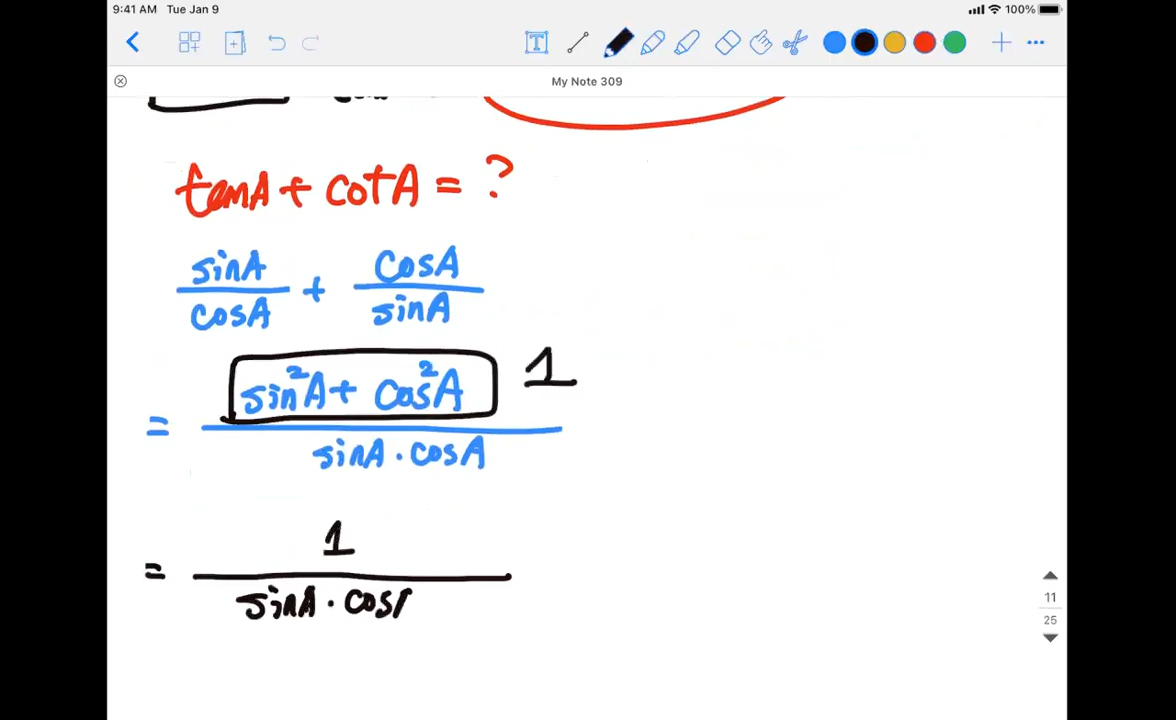 9:41 AM Tue Jan 9 100%
T
My Note 309
tanA + cotA = ?
sinA/cosA + cosA/sinA
= sin²A + cos²A / sinA · cosA 1
= 1 / sinA · cos
11
25